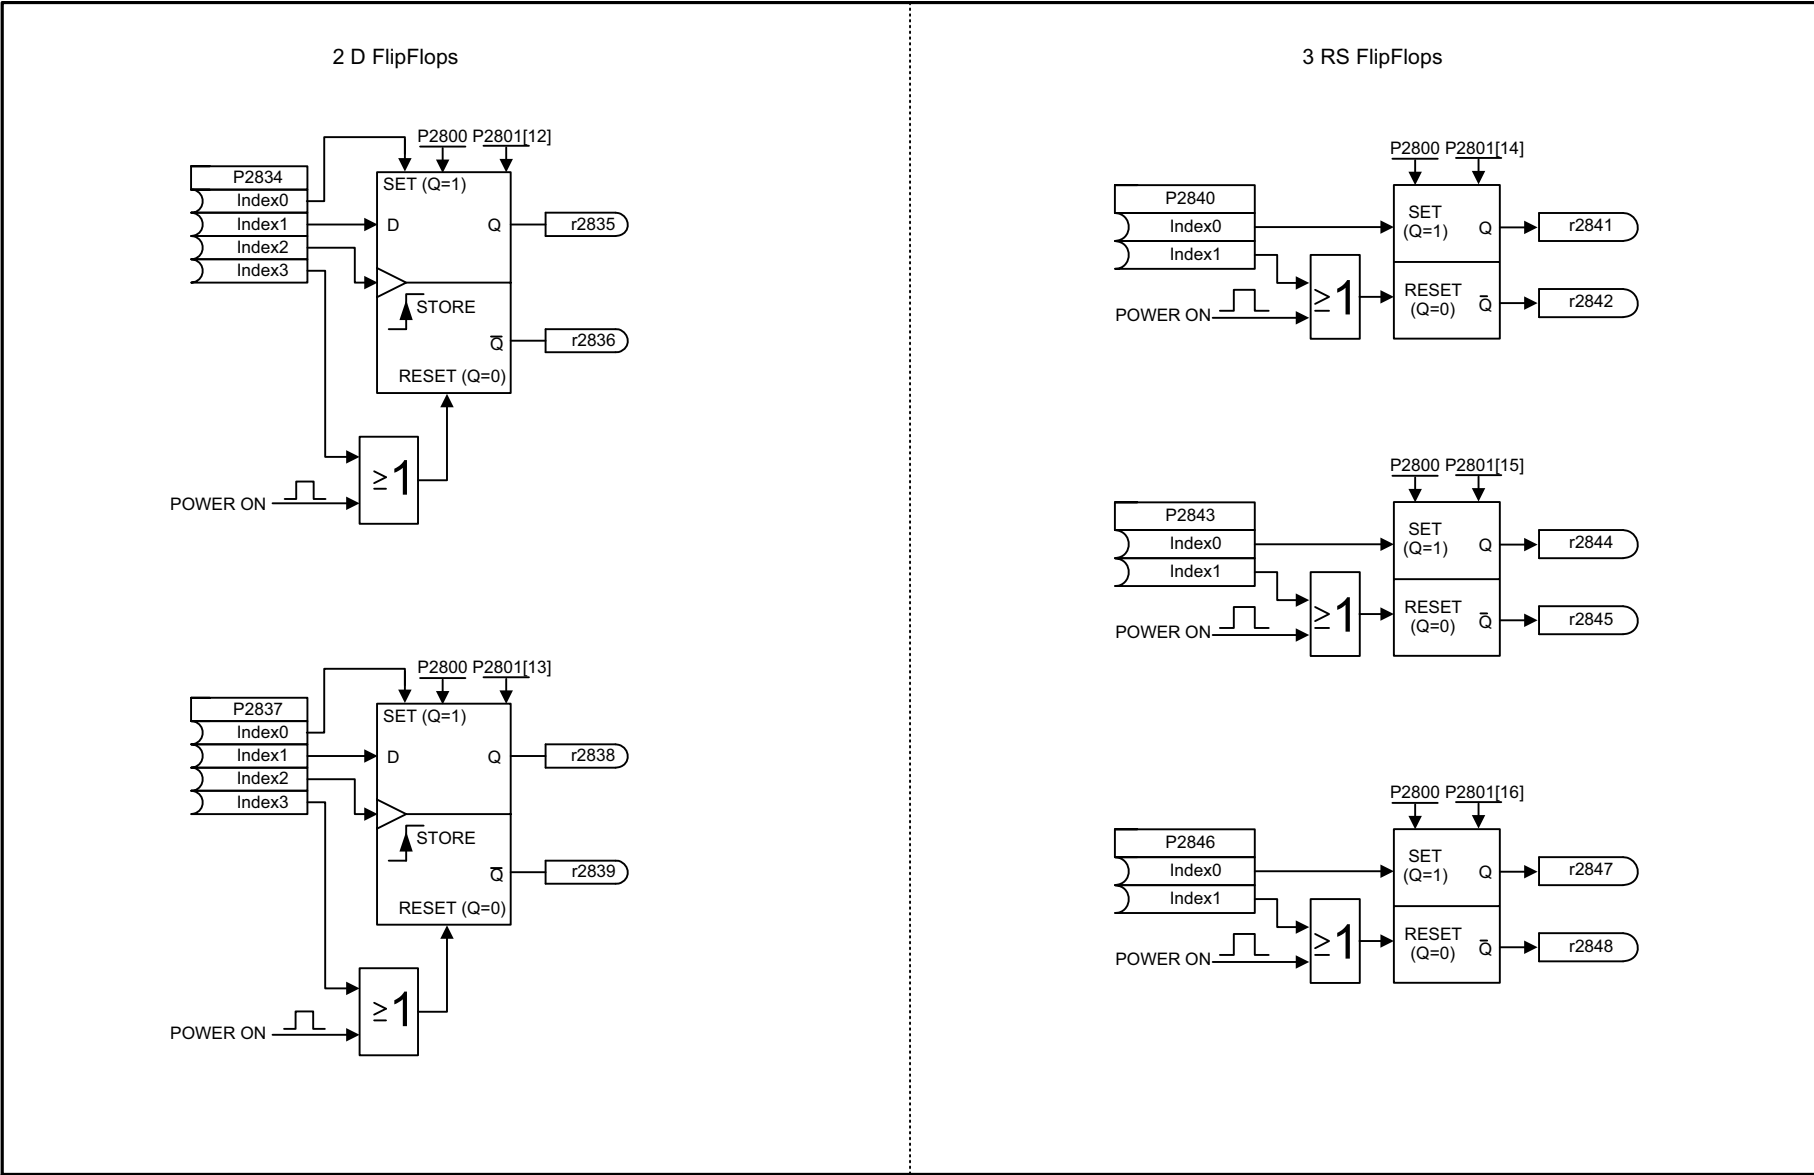 2 D FlipFlops
P2800 P2801[12]
P2834
Index0
Index1
Index2
Index3
SET (Q=1)
D
Q
STORE
Q̅
RESET (Q=0)
r2835
r2836
≥1
POWER ON
P2800 P2801[13]
P2837
Index0
Index1
Index2
Index3
SET (Q=1)
D
Q
STORE
Q̅
RESET (Q=0)
r2838
r2839
≥1
POWER ON
3 RS FlipFlops
P2800 P2801[14]
P2840
Index0
Index1
SET
(Q=1)
Q
RESET
(Q=0)
Q̅
r2841
r2842
≥1
POWER ON
P2800 P2801[15]
P2843
Index0
Index1
SET
(Q=1)
Q
RESET
(Q=0)
Q̅
r2844
r2845
≥1
POWER ON
P2800 P2801[16]
P2846
Index0
Index1
SET
(Q=1)
Q
RESET
(Q=0)
Q̅
r2847
r2848
≥1
POWER ON